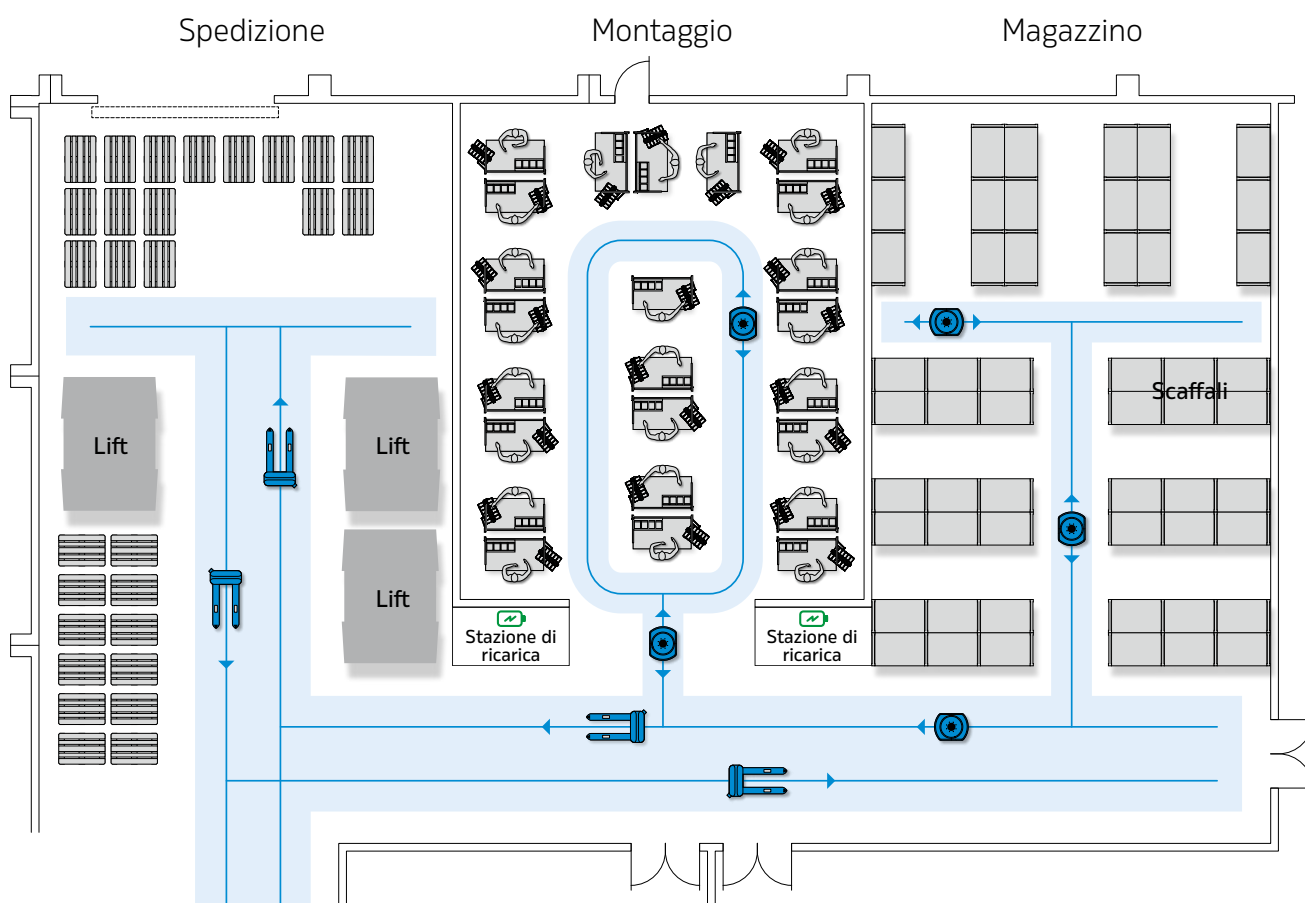 Spedizione
Montaggio
Magazzino
Scaffali
Lift
Lift
Lift
Stazione di
ricarica
Stazione di
ricarica